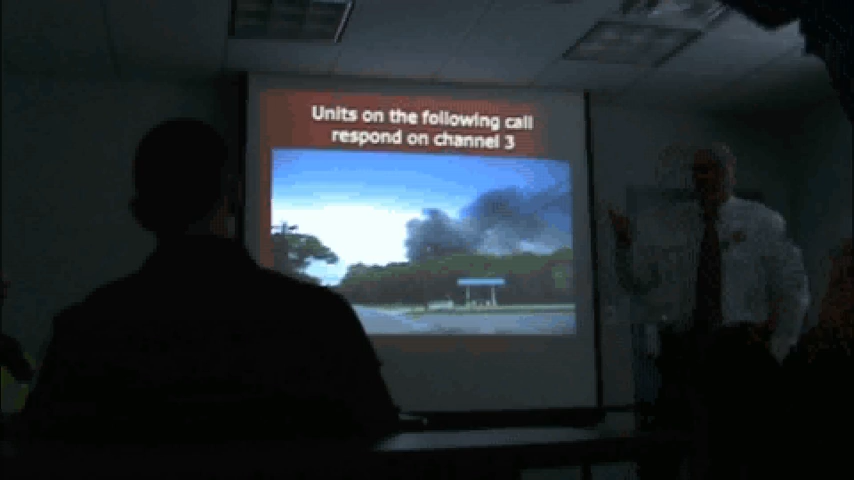 Units on the following call
respond on channel 3